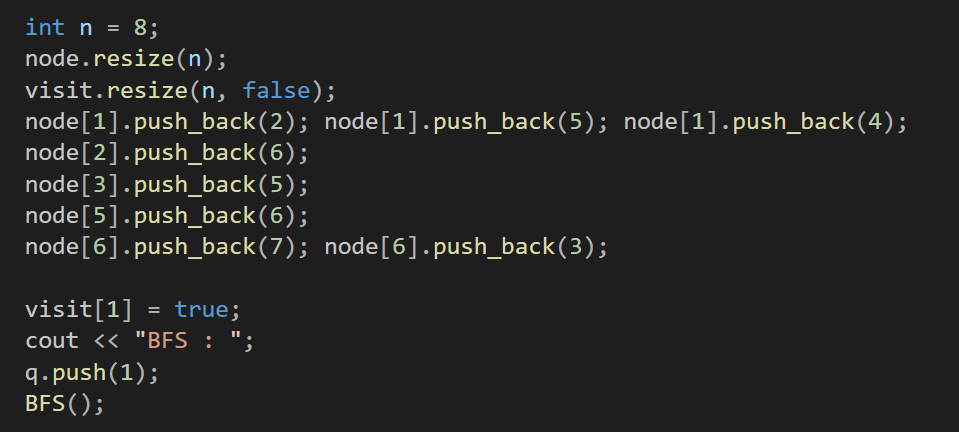 int n = 8;
node.resize(n);
visit.resize(n, false);
node[1].push_back(2); node[1].push_back(5); node[1].push_back(4);
node[2].push_back(6);
node[3].push_back(5);
node[5].push_back(6);
node[6].push_back(7); node[6].push_back(3);
visit[1] = true;
cout << "BFS : ";
q.push(1);
BFS();